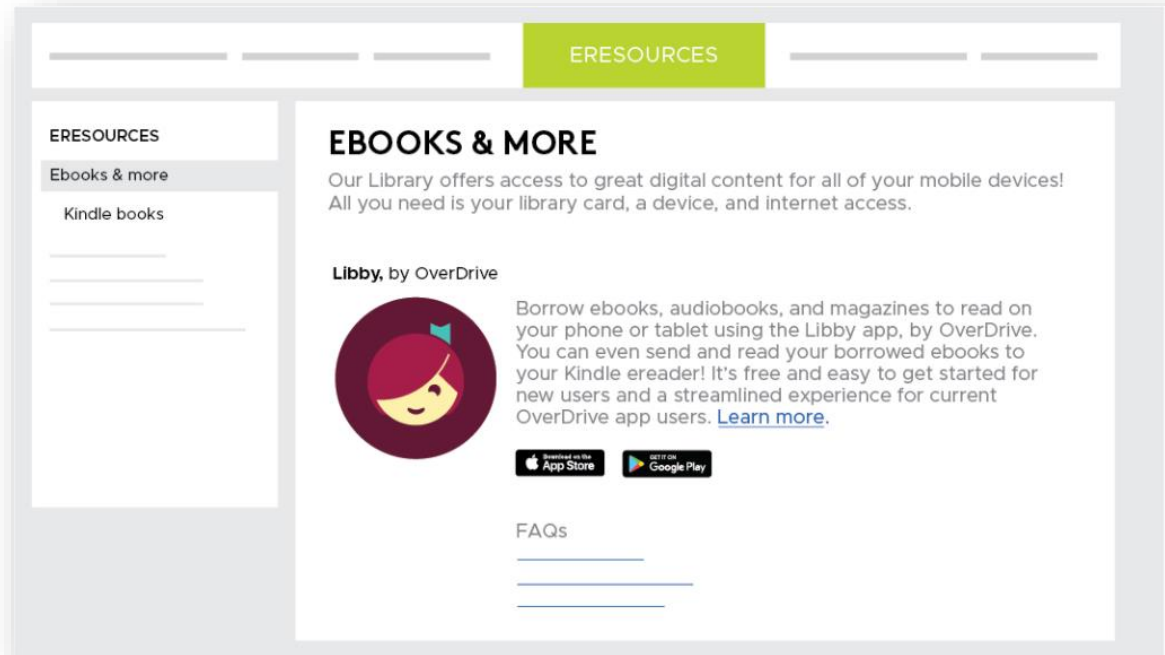 ERESOURCES
ERESOURCES
Ebooks & more
Kindle books
EBOOKS & MORE
Our Library offers access to great digital content for all of your mobile devices!
All you need is your library card, a device, and internet access.
Libby, by OverDrive
Borrow ebooks, audiobooks, and magazines to read on
your phone or tablet using the Libby app, by OverDrive.
You can even send and read your borrowed ebooks to
your Kindle ereader! It's free and easy to get started for
new users and a streamlined experience for current
OverDrive app users. Learn more.
Download on the
App Store
GET IT ON
Google Play
FAQs